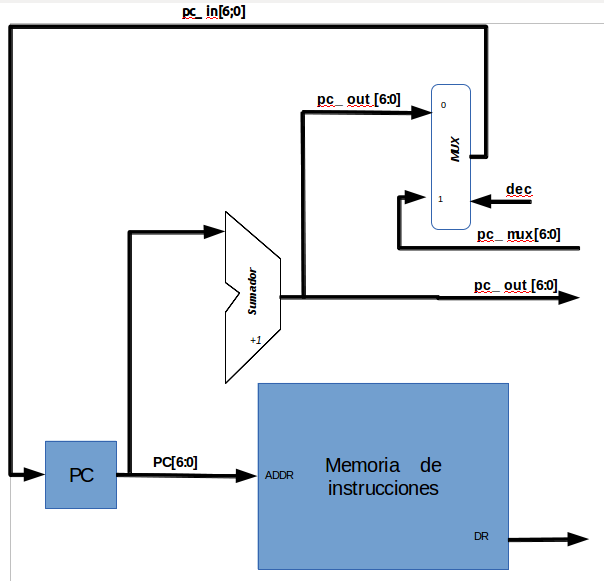 pc_ in[6;0]
pc_ out [6:0]
0
MUX
1
dec
pc_ mux[6:0]
pc_ out [6:0]
Sumador
+1
PC
PC[6:0]
ADDR
Memoria de
instrucciones
DR